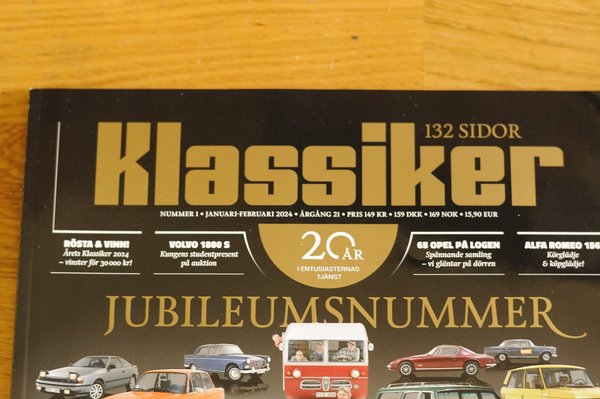 132 SIDOR
Klassiker
NUMMER 1 • JANUARI-FEBRUARI 2024 • ÅRGÅNG 21 • PRIS 149 KR • 159 DKK • 169 NOK • 15,90 EUR
RÖSTA & VINN!
Årets Klassiker 2024
– vinster för 30 000 kr!
VOLVO 1800 S
Kungens studentpresent
på auktion
20 ÅR
I ENTUSIASTERNAS
TJÄNST
65 OPEL PÅ LOGEN
Spännande samling
– vi gläntar på dörren
ALFA ROMEO 156
Körglädje
& köpglädje!
JUBILEUMSNUMMER